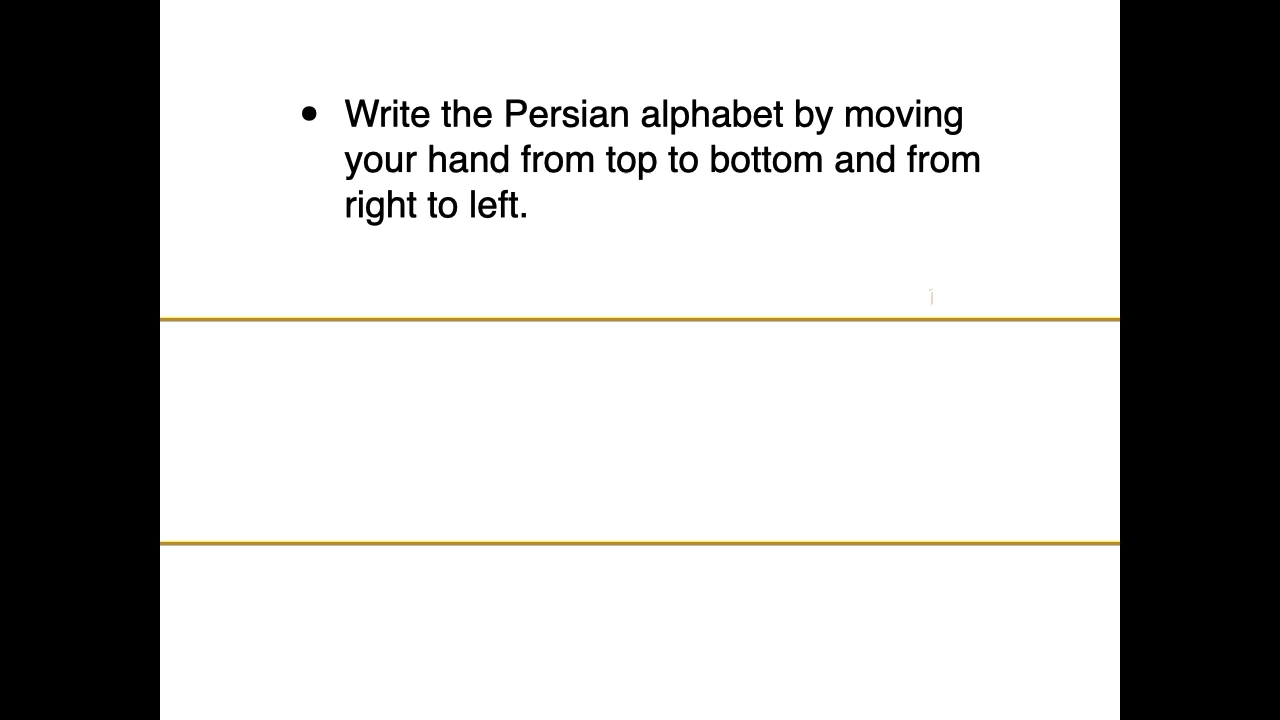 • Write the Persian alphabet by moving
your hand from top to bottom and from
right to left.
آ